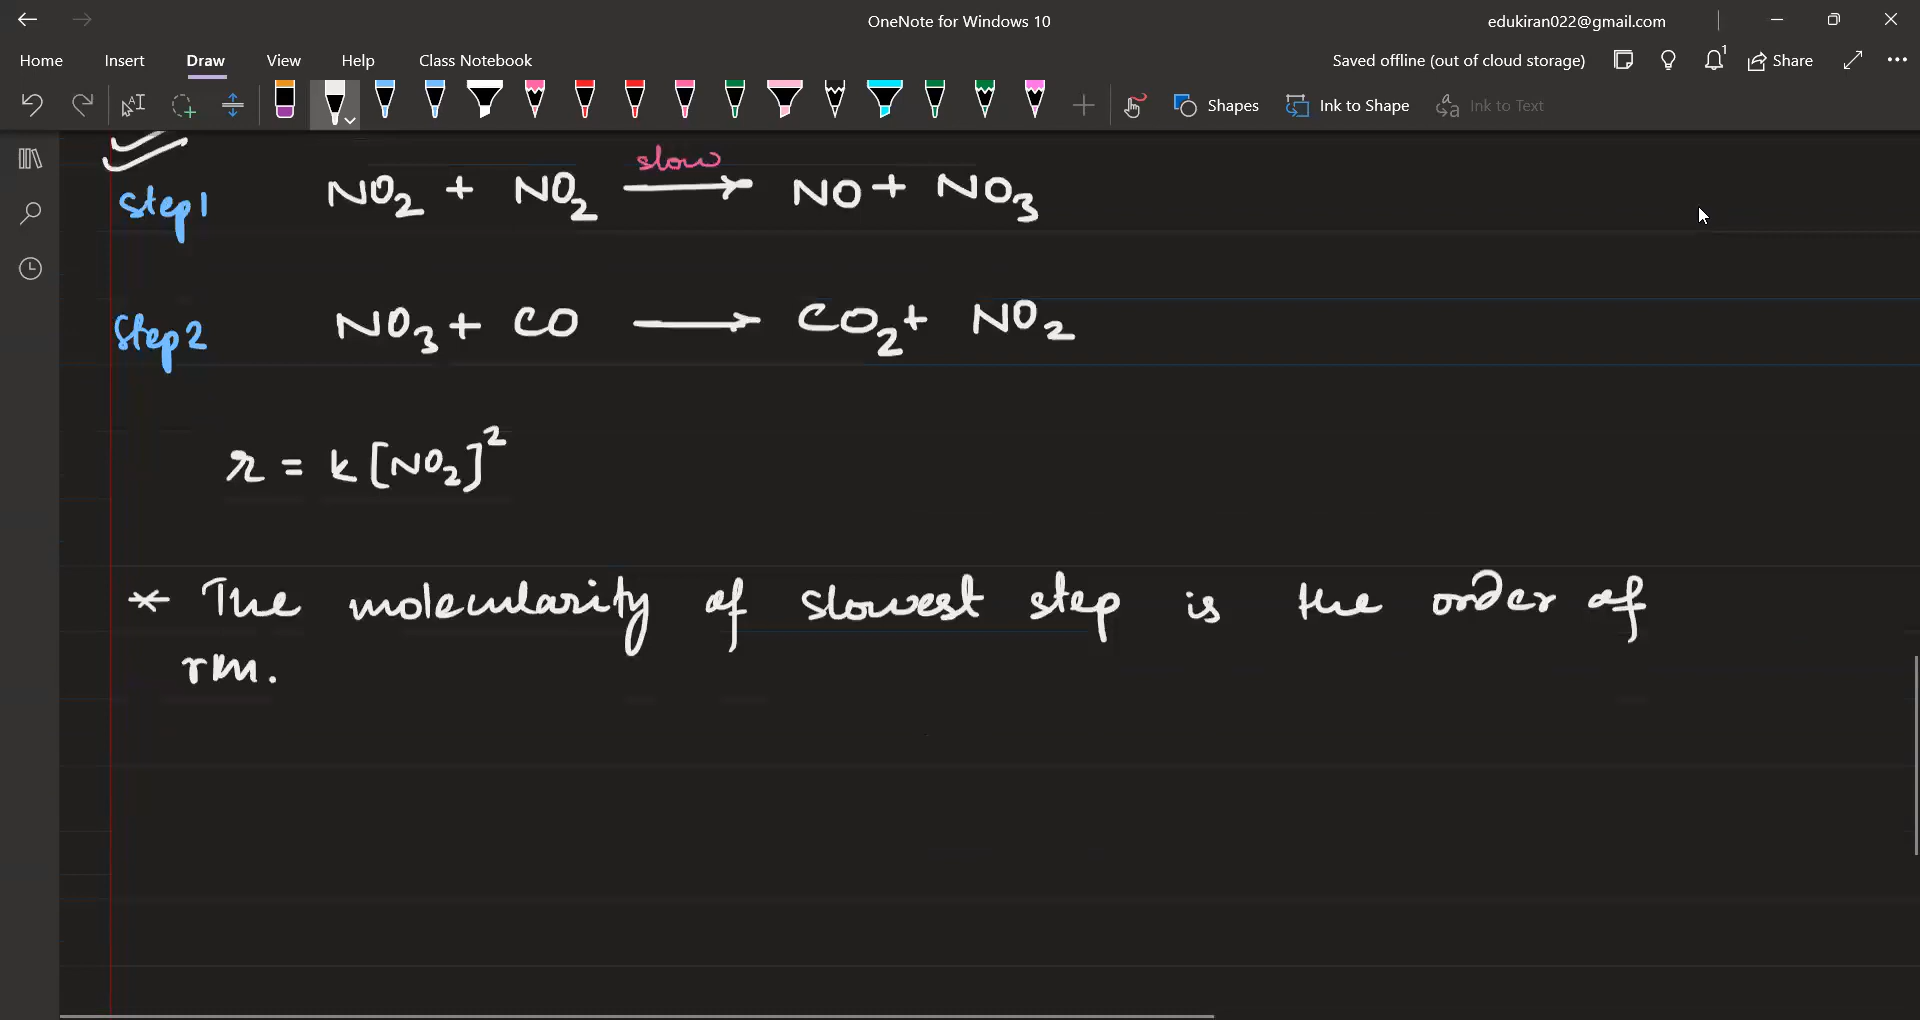 OneNote for Windows 10
edukiran022@gmail.com
Home Insert Draw View Help Class Notebook
Saved offline (out of cloud storage) 1 Share
Shapes Ink to Shape Ink to Text
slow
Step 1 NO₂ + NO₂ ⟶ NO + NO₃
Step 2 NO₃ + CO ⟶ CO₂ + NO₂
r = k [NO₂]²
* The molecularity of slowest step is the order of
rxn.